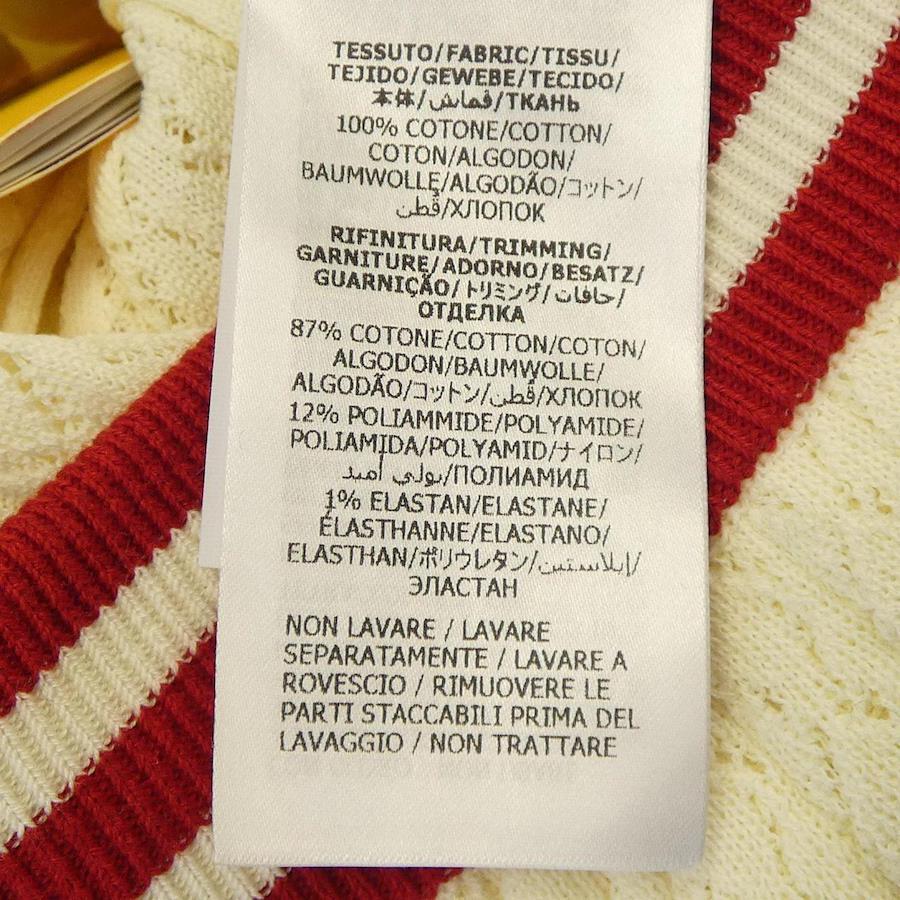 TESSUTO/FABRIC/TISSU/
TEJIDO/GEWEBE/TECIDO/
本体/قماش/ТКАНЬ
100% COTONE/COTTON/
COTON/ALGODON/
BAUMWOLLE/ALGODÃO/コットン/
قطن/ХЛОПОК
RIFINITURA/TRIMMING/
GARNITURE/ADORNO/BESATZ/
GUARNIÇÃO/トリミング/حافات/
ОТДЕЛКА
87% COTONE/COTTON/COTON/
ALGODON/BAUMWOLLE/
ALGODÃO/コットン/قطن/ХЛОПОК
12% POLIAMMIDE/POLYAMIDE/
POLIAMIDA/POLYAMID/ナイロン/
بولي أميد/ПОЛИАМИД
1% ELASTAN/ELASTANE/
ÉLASTHANNE/ELASTANO/
ELASTHAN/ポリウレタン/إيلاستين/
ЭЛАСТАН
NON LAVARE / LAVARE
SEPARATAMENTE / LAVARE A
ROVESCIO / RIMUOVERE LE
PARTI STACCABILI PRIMA DEL
LAVAGGIO / NON TRATTARE